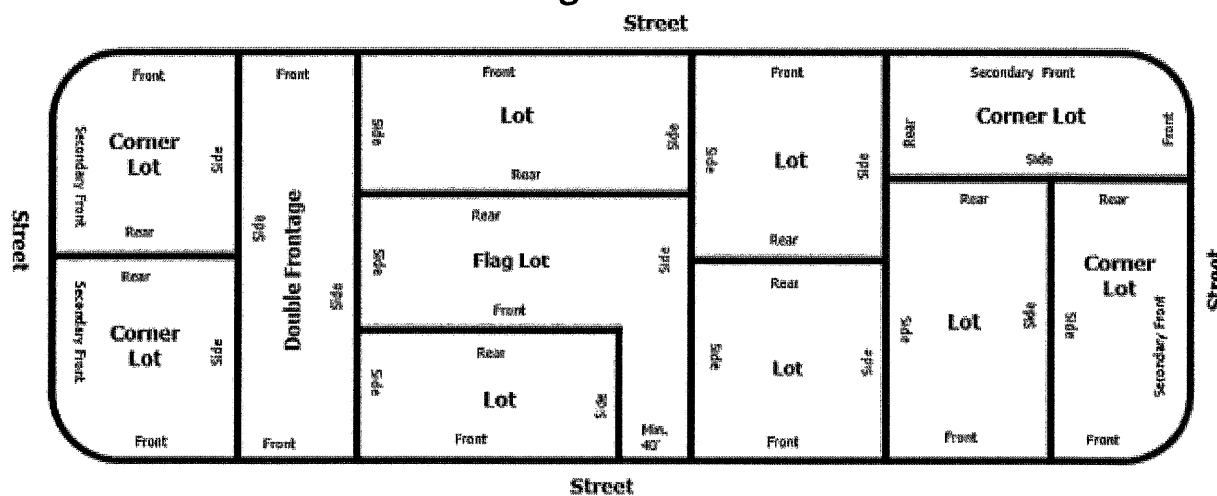 Street
Front
Front
Front
Front
Secondary Front
Corner
Lot
Secondary Front
Side
Rear
Lot
Side
Side
Rear
Lot
Side
Side
Rear
Corner Lot
Rear
Front
Side
Street
Double Frontage
Side
Side
Rear
Flag Lot
Side
Side
Front
Rear
Rear
Corner
Lot
Secondary Front
Side
Front
Front
Rear
Lot
Side
Side
Front
Min.
40'
Rear
Lot
Side
Side
Front
Lot
Side
Side
Front
Corner
Lot
Side
Secondary Front
Front
Street
Street